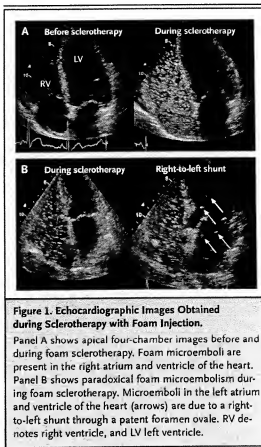 A Before sclerotherapy During sclerotherapy
LV
RV
B During sclerotherapy Right-to-left shunt
Figure 1. Echocardiographic Images Obtained
during Sclerotherapy with Foam Injection.
Panel A shows apical four-chamber images before and
during foam sclerotherapy. Foam microemboli are
present in the right atrium and ventricle of the heart.
Panel B shows paradoxical foam microembolism dur-
ing foam sclerotherapy. Microemboli in the left atrium
and ventricle of the heart (arrows) are due to a right-
to-left shunt through a patent foramen ovale. RV de-
notes right ventricle, and LV left ventricle.